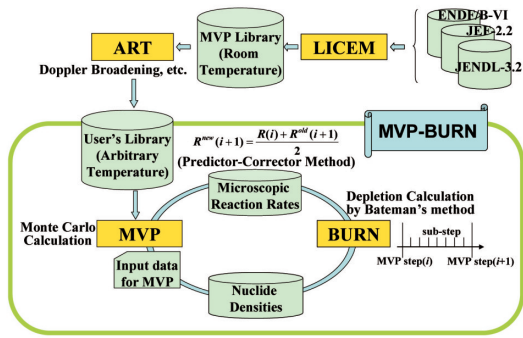 ENDF/B-VI
JEF-2.2
JENDL-3.2
LICEM
MVP Library
(Room
Temperature)
ART
Doppler Broadening, etc.
User's Library
(Arbitrary
Temperature)
R^new(i+1) = (R(i)+R^old(i+1))/2
(Predictor-Corrector Method)
MVP-BURN
Microscopic
Reaction Rates
Depletion Calculation
by Bateman's method
sub-step
MVP step(i)
MVP step(i+1)
Monte Carlo
Calculation
MVP
BURN
Input data
for MVP
Nuclide
Densities